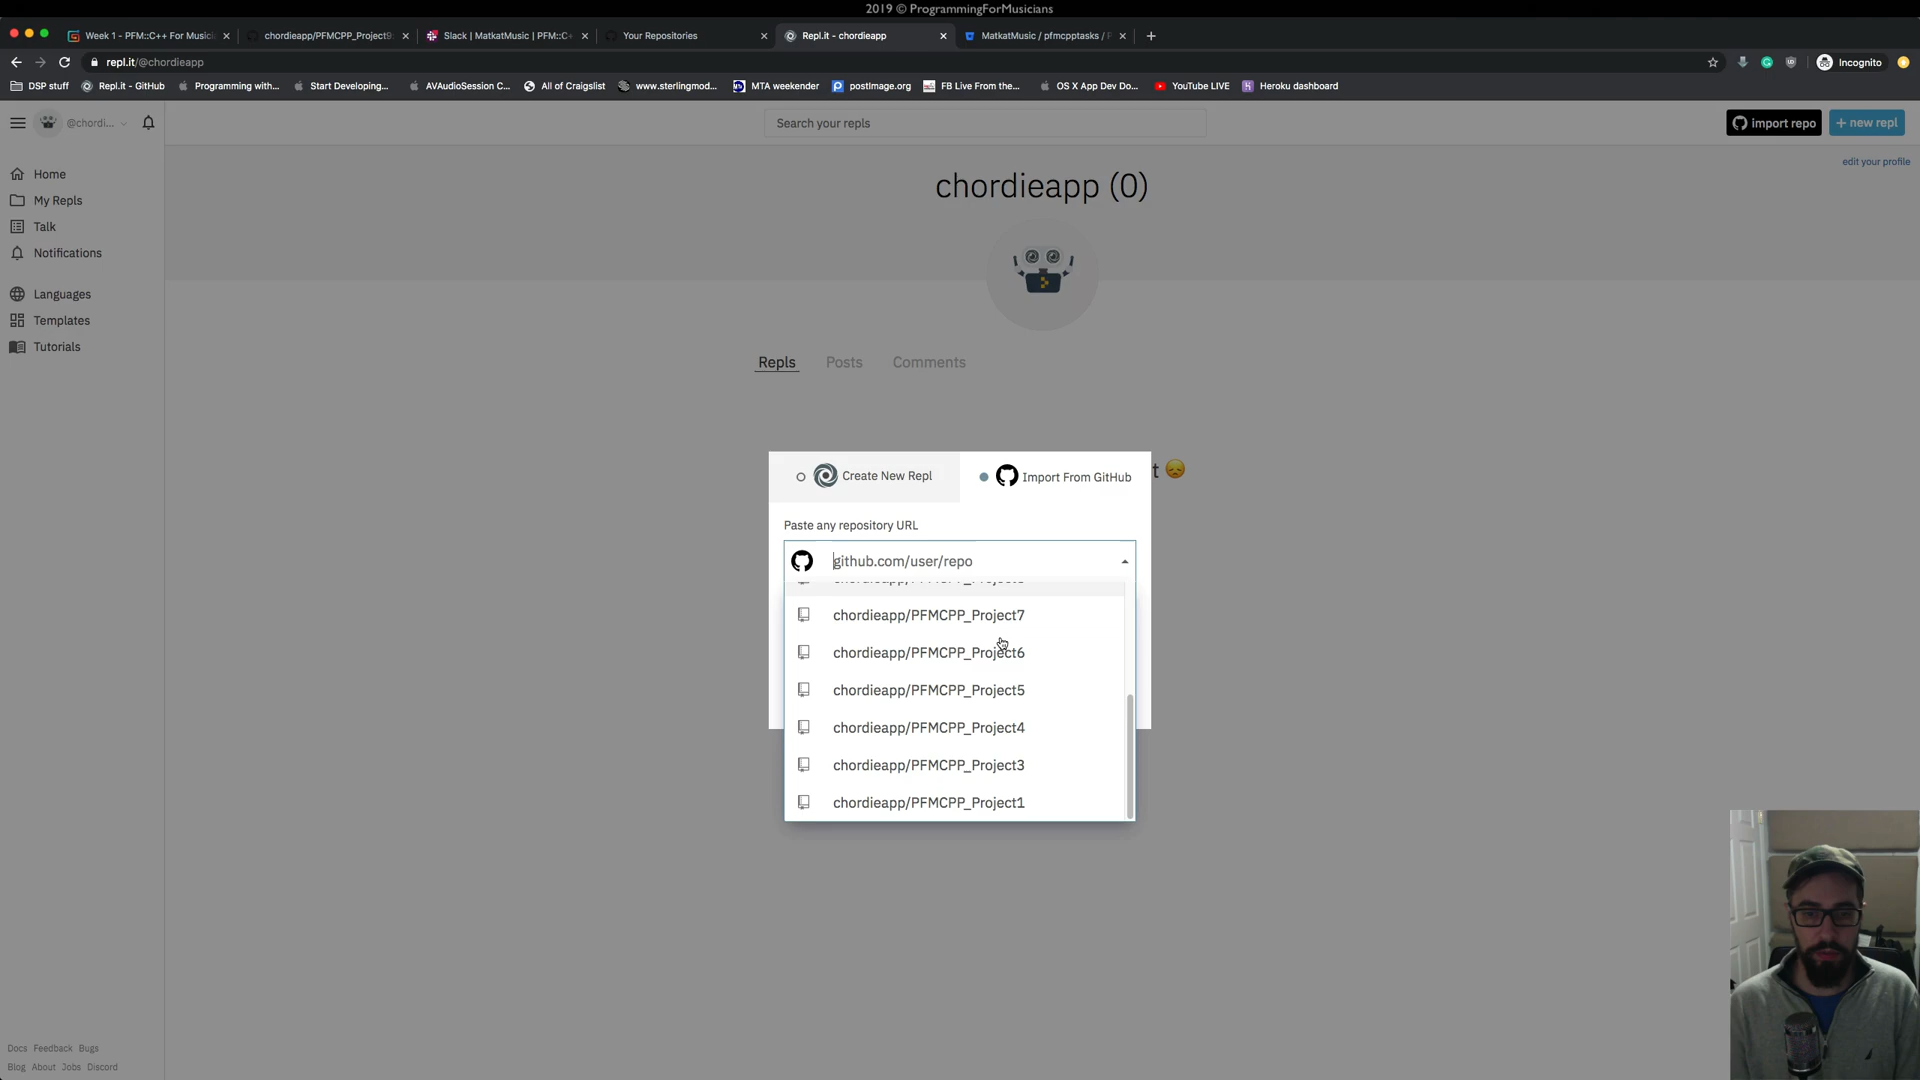 2019 © ProgrammingForMusicians
Week 1 - PFM::C++ For Musicia
chordieapp/PFMCPP_Project9:
Slack | MatkatMusic | PFM::C+
Your Repositories
Repl.it - chordieapp
MatkatMusic / pfmcpptasks / P
repl.it/@chordieapp
Incognito
DSP stuff
Repl.it - GitHub
Programming with...
Start Developing...
AVAudioSession C...
All of Craigslist
www.sterlingmod...
MTA weekender
postimage.org
FB Live From the...
OS X App Dev Do...
YouTube LIVE
Heroku dashboard
@chordi...
Search your repls
import repo
+ new repl
edit your profile
Home
My Repls
Talk
Notifications
Languages
Templates
Tutorials
chordieapp (0)
Repls
Posts
Comments
Create New Repl
Import From GitHub
t 😞
Paste any repository URL
github.com/user/repo
chordieapp/PFMCPP_Project7
chordieapp/PFMCPP_Project6
chordieapp/PFMCPP_Project5
chordieapp/PFMCPP_Project4
chordieapp/PFMCPP_Project3
chordieapp/PFMCPP_Project1
Docs Feedback Bugs
Blog About Jobs Discord